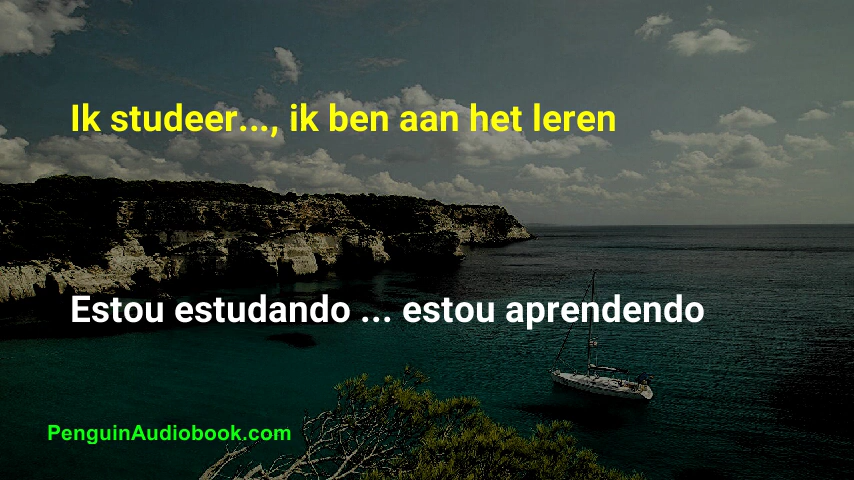 Ik studeer..., ik ben aan het leren
Estou estudando ... estou aprendendo
PenguinAudiobook.com